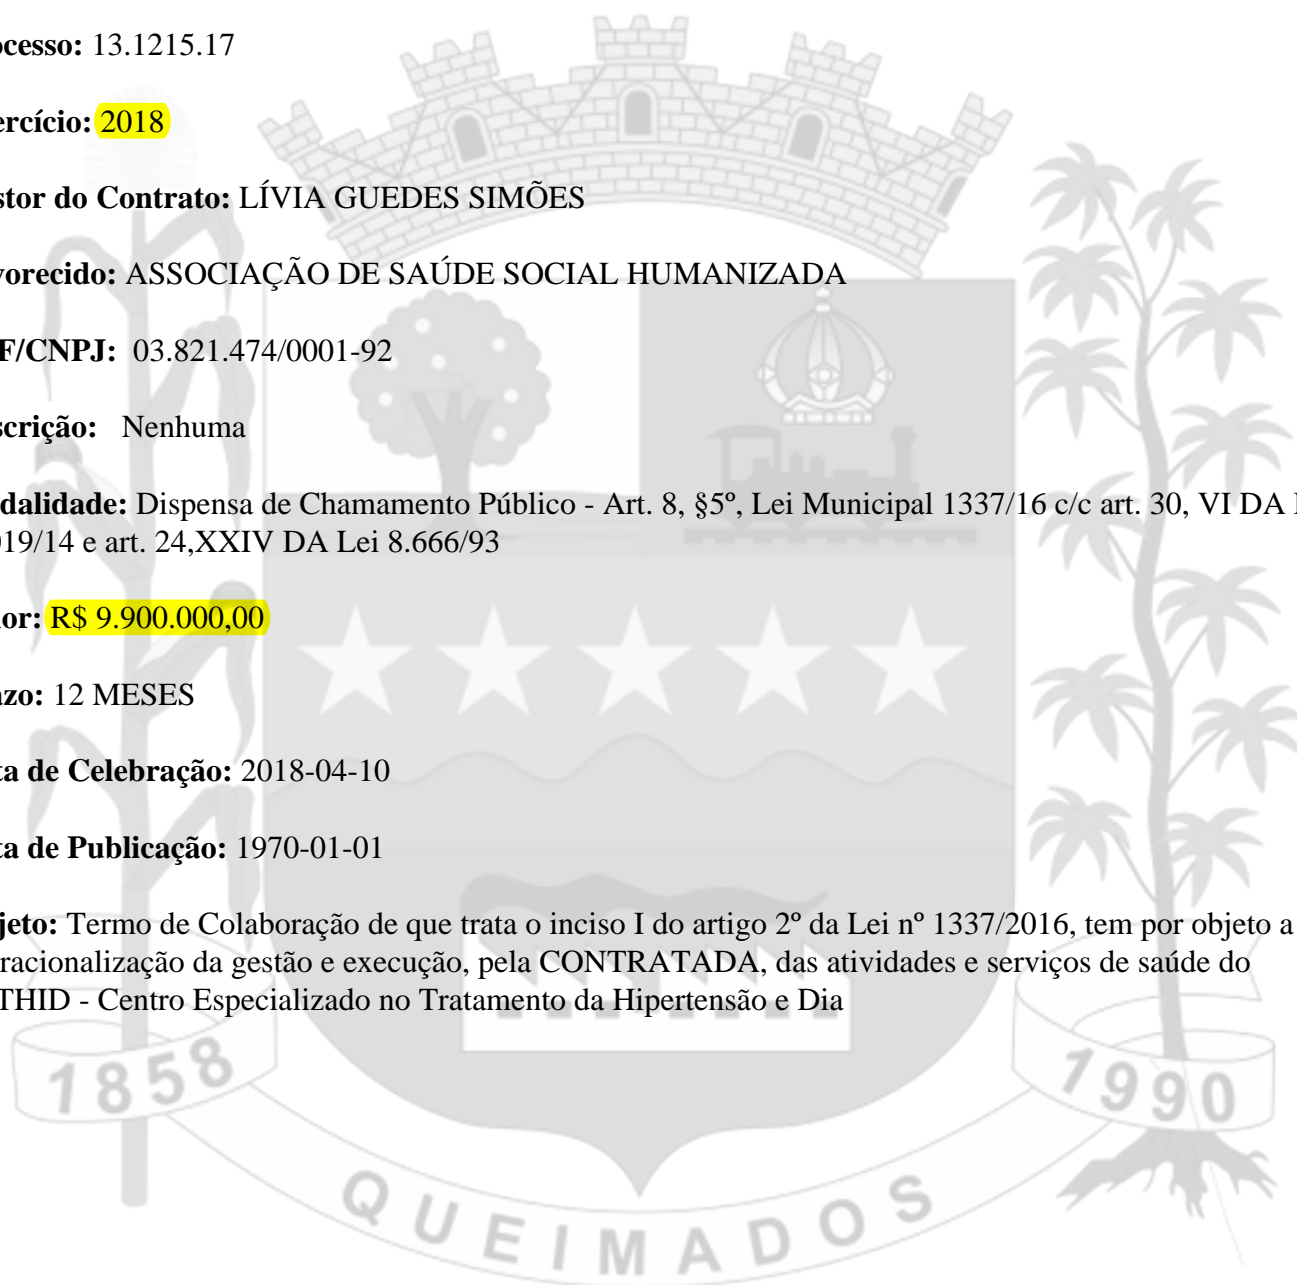 ocesso: 13.1215.17
ercício: 2018
stor do Contrato: LÍVIA GUEDES SIMÕES
vorecido: ASSOCIAÇÃO DE SAÚDE SOCIAL HUMANIZADA
F/CNPJ: 03.821.474/0001-92
scrição: Nenhuma
dalidade: Dispensa de Chamamento Público - Art. 8, §5º, Lei Municipal 1337/16 c/c art. 30, VI DA
019/14 e art. 24,XXIV DA Lei 8.666/93
or: R$ 9.900.000,00
azo: 12 MESES
ta de Celebração: 2018-04-10
ta de Publicação: 1970-01-01
jeto: Termo de Colaboração de que trata o inciso I do artigo 2º da Lei nº 1337/2016, tem por objeto a
racionalização da gestão e execução, pela CONTRATADA, das atividades e serviços de saúde do
THID - Centro Especializado no Tratamento da Hipertensão e Dia
1858
1990
QUEIMADOS